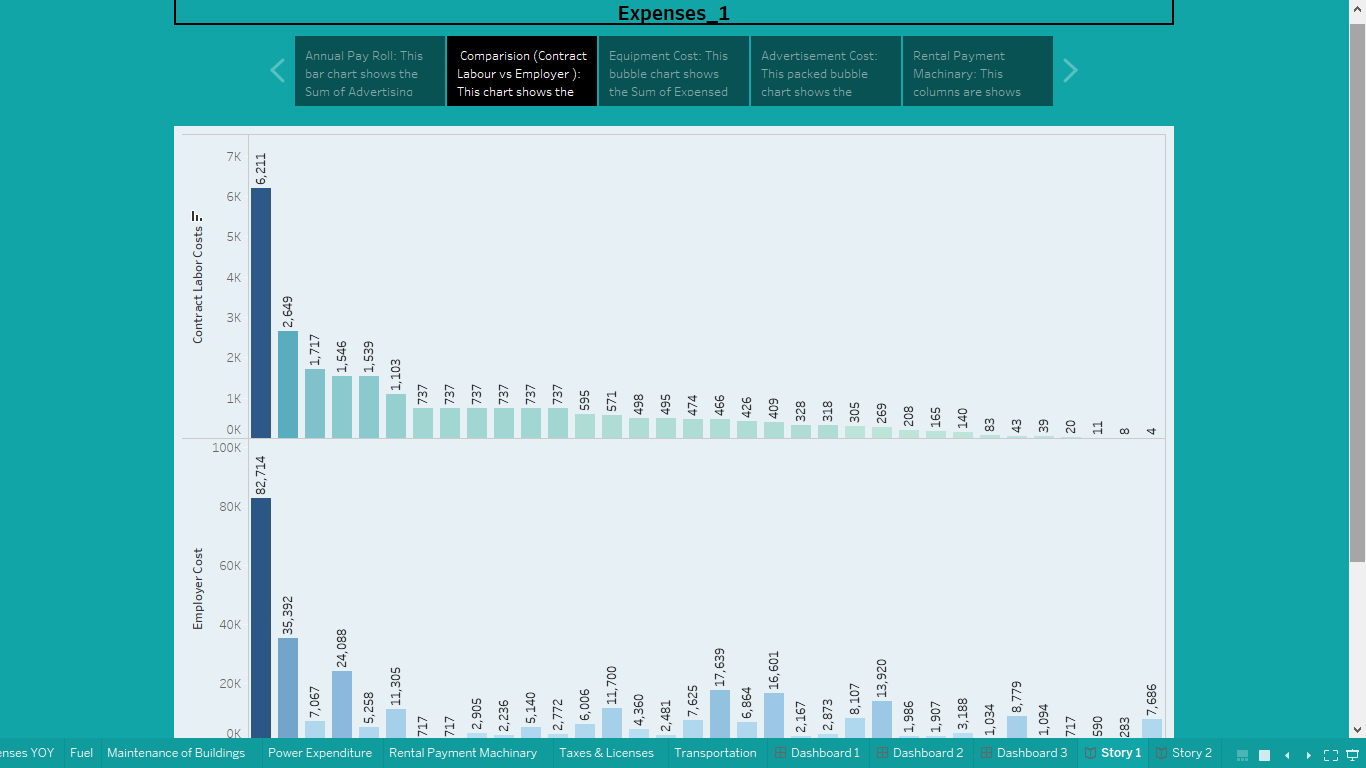 Expenses_1
Annual Pay Roll: This
bar chart shows the
Sum of Advertising
Comparision (Contract
Labour vs Employer ):
This chart shows the
Equipment Cost: This
bubble chart shows
the Sum of Expensed
Advertisement Cost:
This packed bubble
chart shows the
Rental Payment
Machinary: This
columns are shows
Contract Labor Costs
7K
6K
5K
4K
3K
2K
1K
0K
6,211
2,649
1,717
1,546
1,539
1,103
737
737
737
737
737
737
595
571
498
495
474
466
426
409
328
318
305
269
208
165
140
83
43
39
20
11
8
4
Employer Cost
100K
80K
60K
40K
20K
0K
82,714
35,392
7,067
24,088
5,258
11,305
717
717
2,905
2,236
5,140
2,772
6,006
11,700
4,360
2,481
7,625
17,639
6,864
16,601
2,167
2,873
8,107
13,920
1,986
1,907
3,188
1,034
8,779
1,094
717
590
283
7,686
enses YOY
Fuel
Maintenance of Buildings
Power Expenditure
Rental Payment Machinary
Taxes & Licenses
Transportation
Dashboard 1
Dashboard 2
Dashboard 3
Story 1
Story 2